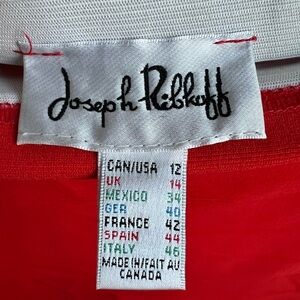 Joseph Ribkoff
CAN/USA 12
UK 14
MEXICO 34
GER 40
FRANCE 42
SPAIN 44
ITALY 46
MADE IN/FAIT AU
CANADA